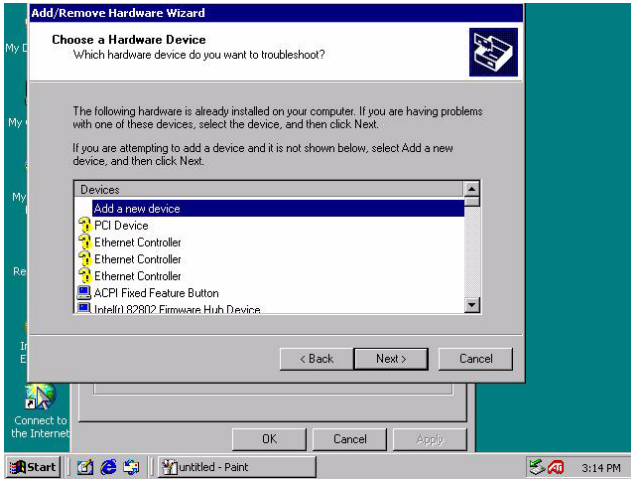 Add/Remove Hardware Wizard
Choose a Hardware Device
Which hardware device do you want to troubleshoot?
The following hardware is already installed on your computer. If you are having problems
with one of these devices, select the device, and then click Next.
If you are attempting to add a device and it is not shown below, select Add a new
device, and then click Next.
Devices
Add a new device
PCI Device
Ethernet Controller
Ethernet Controller
Ethernet Controller
ACPI Fixed Feature Button
Intel(r) 82802 Firmware Hub Device
< Back
Next >
Cancel
My
My
Re
Connect to
the Internet
OK
Cancel
Apply
Start
untitled - Paint
3:14 PM